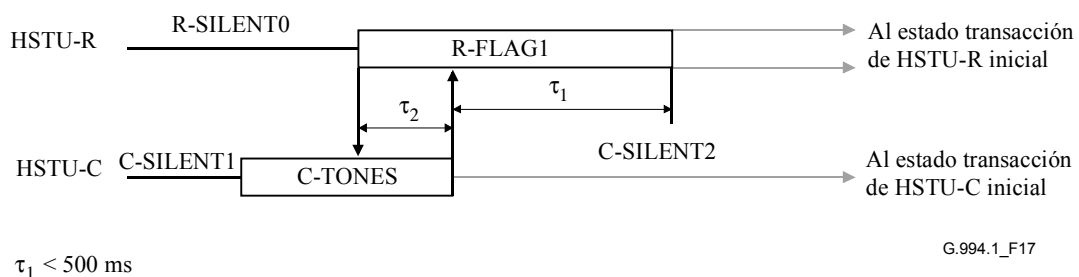 R-SILENT0
HSTU-R
R-FLAG1
Al estado transacción
de HSTU-R inicial
τ1
τ2
HSTU-C
C-SILENT1
C-TONES
C-SILENT2
Al estado transacción
de HSTU-C inicial
τ1 < 500 ms
G.994.1_F17